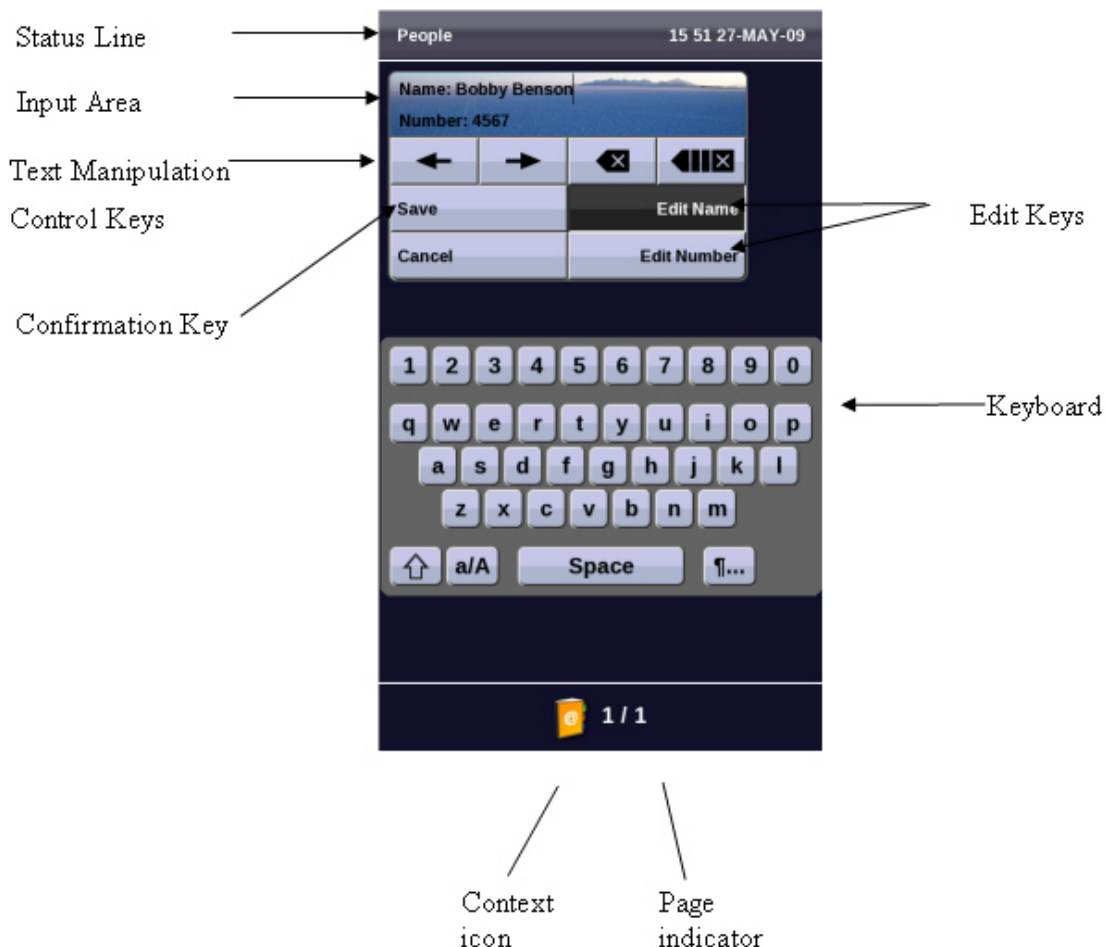 Status Line
People 15 51 27-MAY-09
Input Area
Name: Bobby Benson
Number: 4567
Text Manipulation
Control Keys
Save Edit Name
Edit Keys
Cancel Edit Number
Confirmation Key
1 2 3 4 5 6 7 8 9 0
Keyboard
q w e r t y u i o p
a s d f g h j k l
z x c v b n m
a/A Space ¶...
@ 1 / 1
Context
icon
Page
indicator